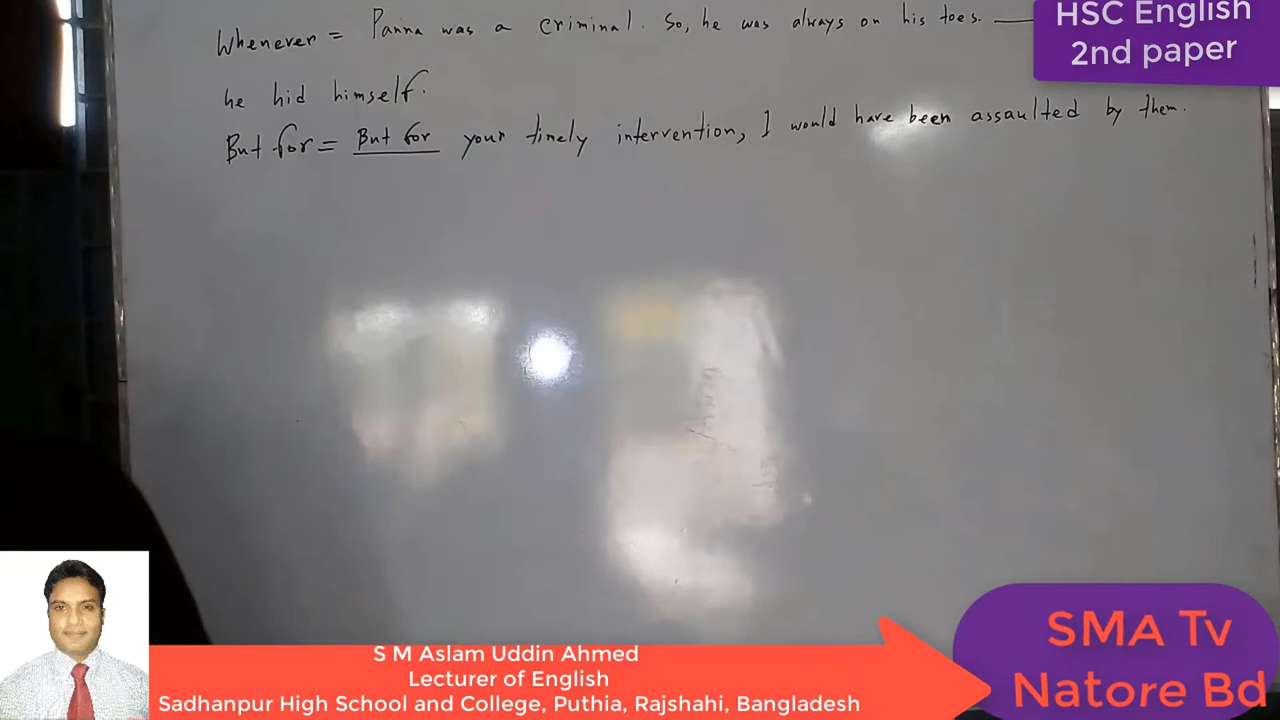 Whenever = Panna was a criminal. So, he was always on his toes.
he hid himself.
But for = But for your timely intervention, I would have been assaulted by them.
HSC English
2nd paper
S M Aslam Uddin Ahmed
Lecturer of English
Sadhanpur High School and College, Puthia, Rajshahi, Bangladesh
SMA Tv
Natore Bd